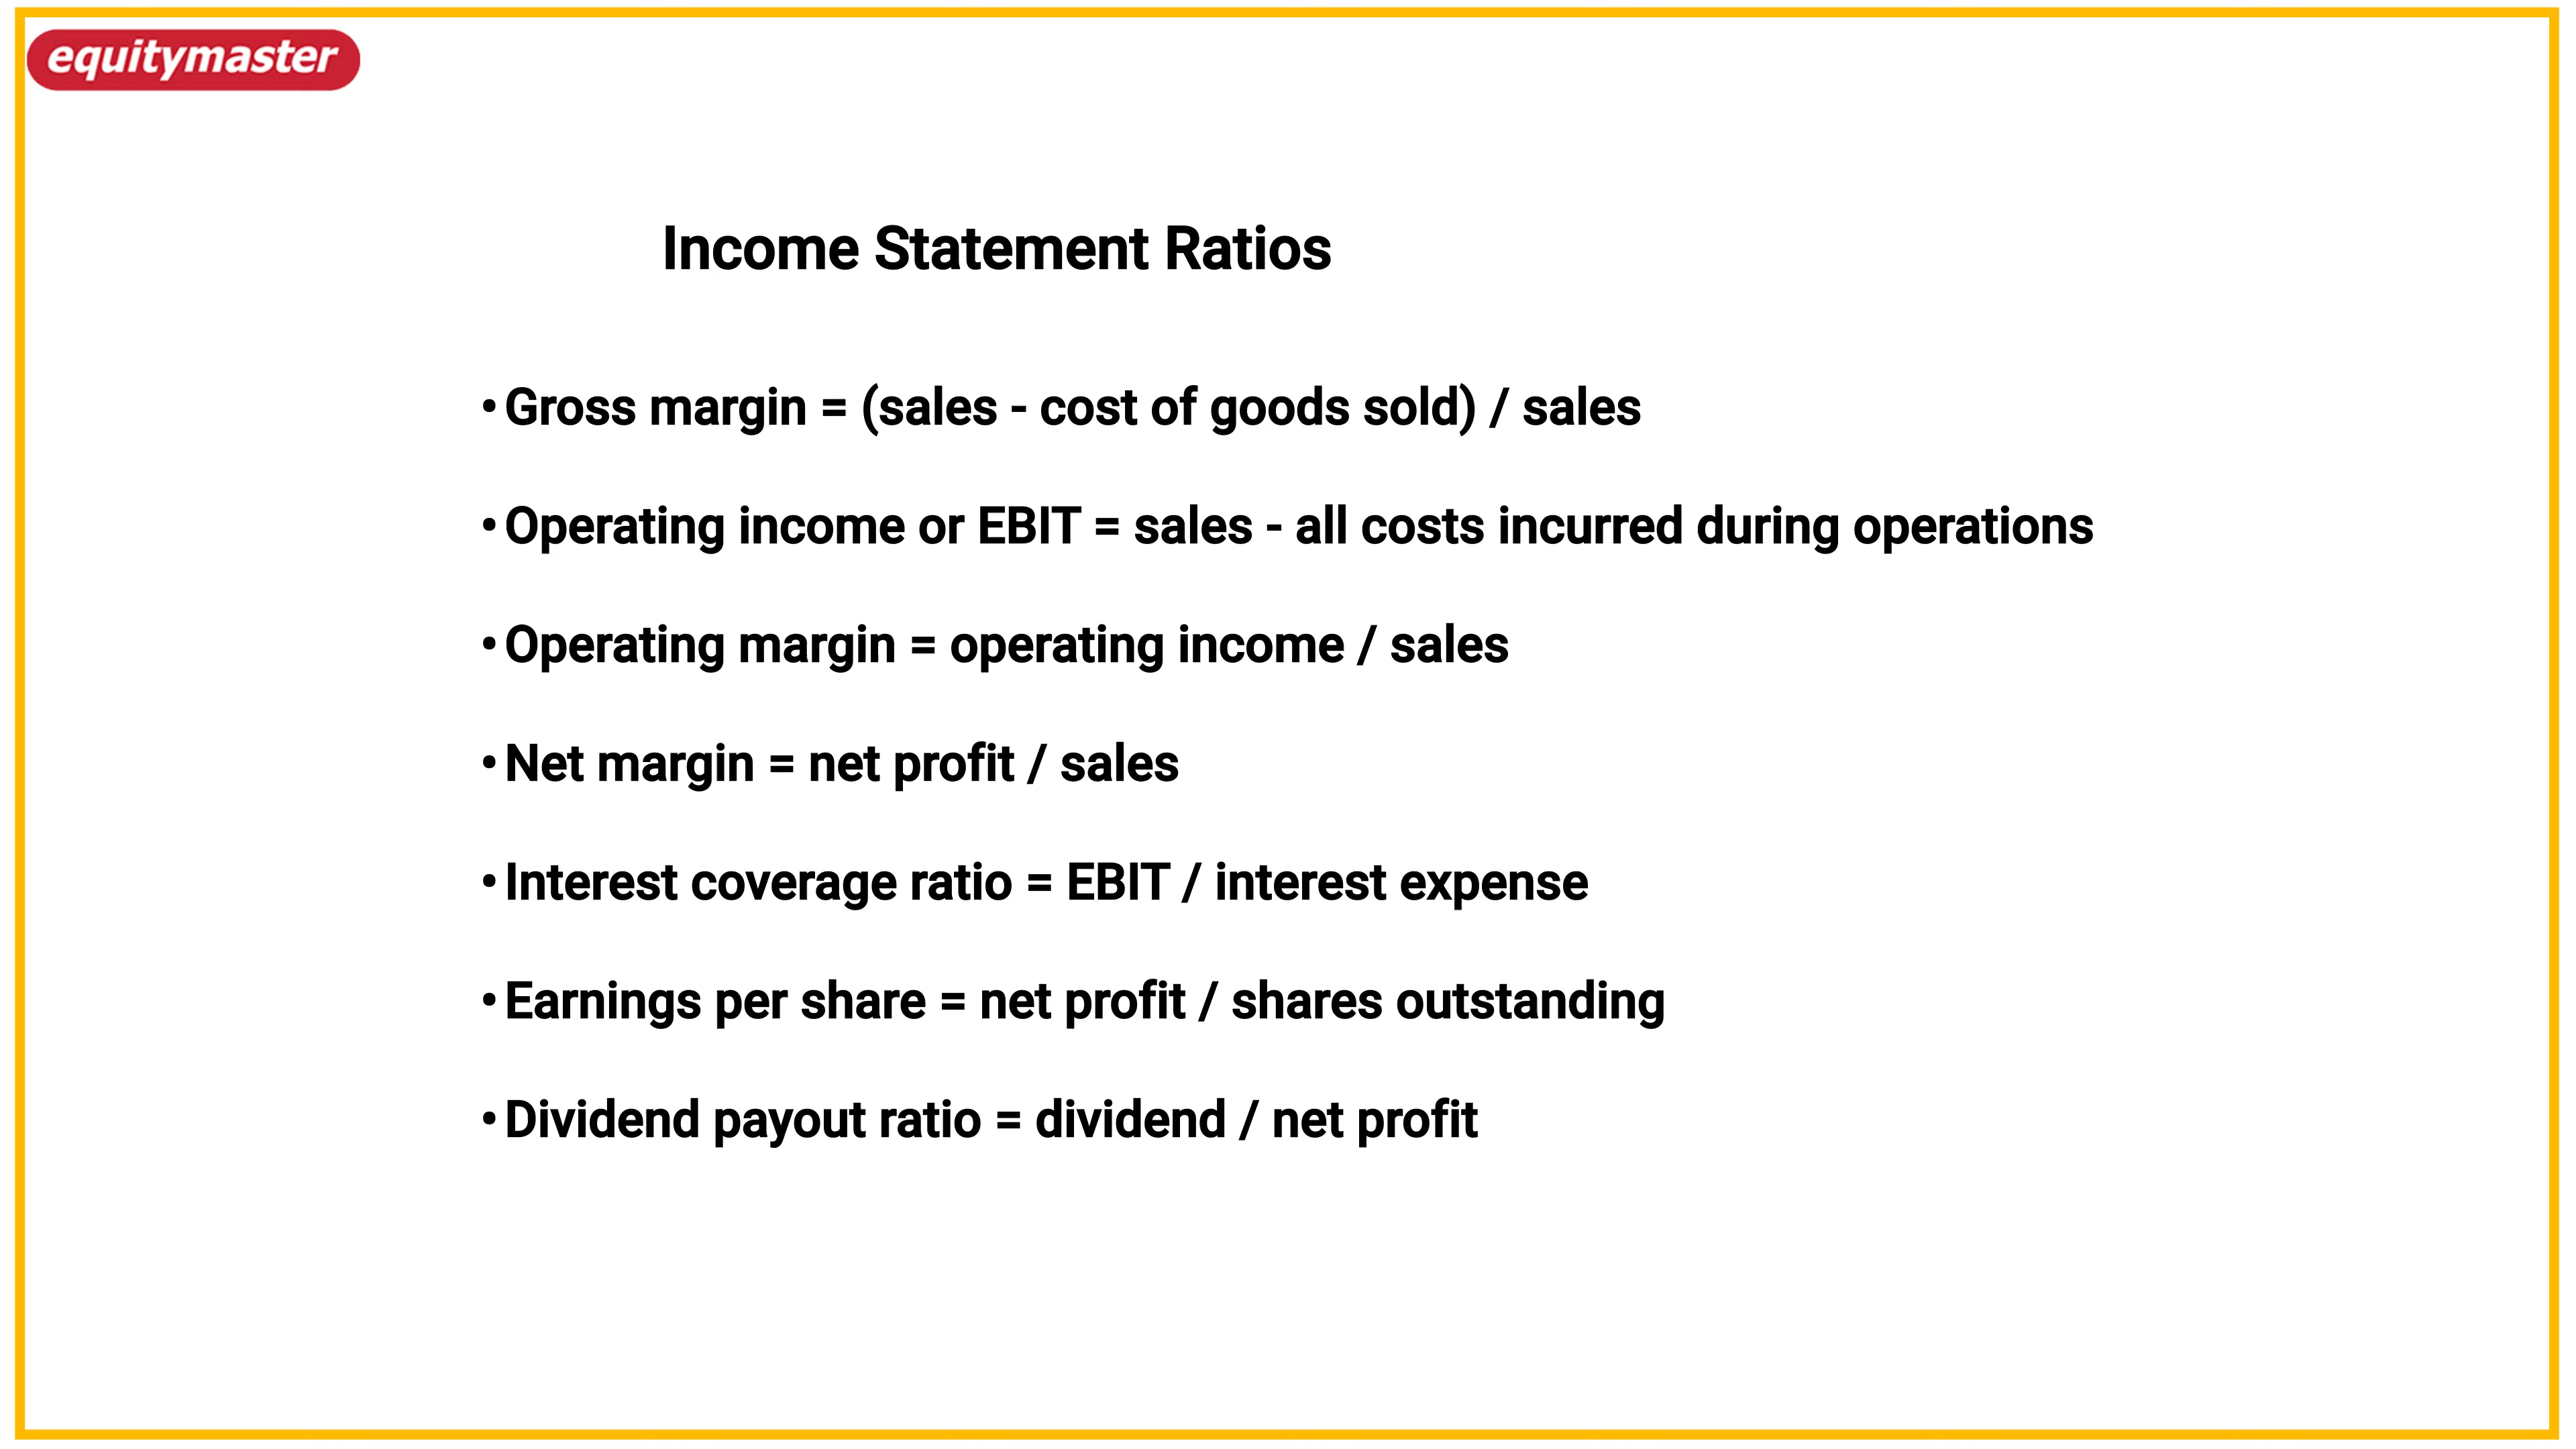 equitymaster
Income Statement Ratios
• Gross margin = (sales - cost of goods sold) / sales
• Operating income or EBIT = sales - all costs incurred during operations
• Operating margin = operating income / sales
• Net margin = net profit / sales
• Interest coverage ratio = EBIT / interest expense
• Earnings per share = net profit / shares outstanding
• Dividend payout ratio = dividend / net profit